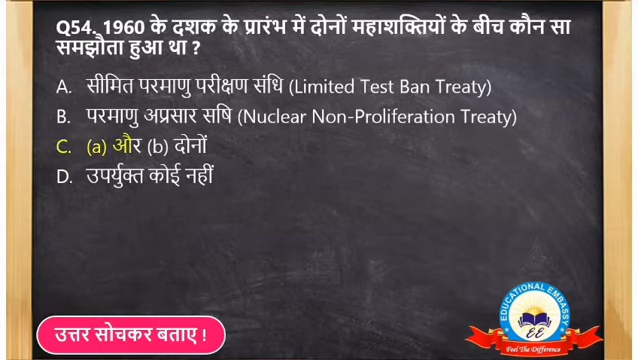 Q54. 1960 के दशक के प्रारंभ में दोनों महाशक्तियों के बीच कौन सा
समझौता हुआ था ?
A. सीमित परमाणु परीक्षण संधि (Limited Test Ban Treaty)
B. परमाणु अप्रसार सषि (Nuclear Non-Proliferation Treaty)
C. (a) और (b) दोनों
D. उपर्युक्त कोई नहीं
उत्तर सोचकर बताए !
EDUCATIONAL EMBASSY
EE
Feel The Difference